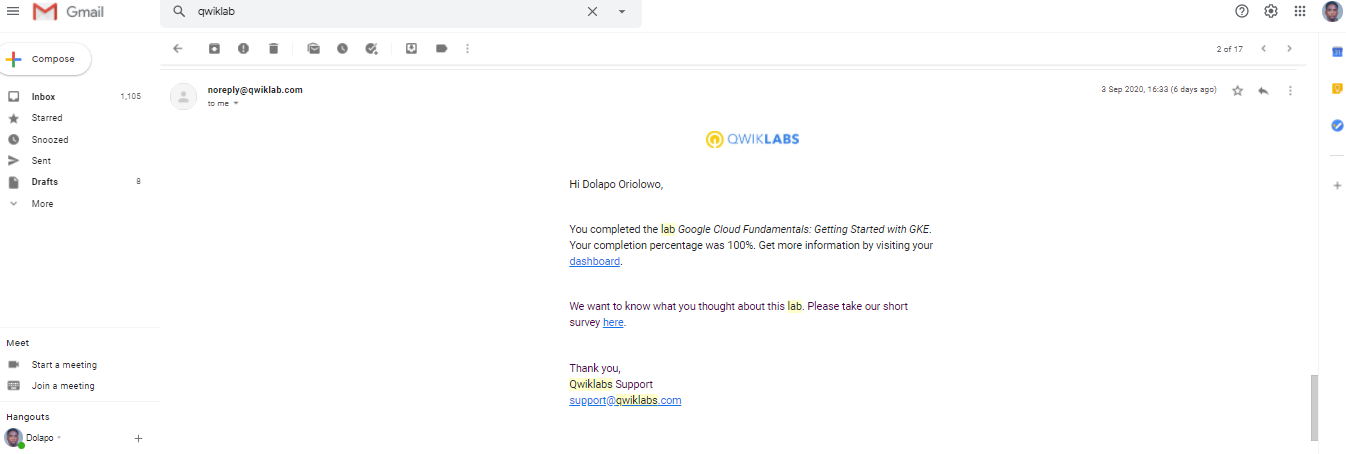 Gmail
qwiklab
Compose
2 of 17
Inbox 1,105
Starred
Snoozed
Sent
Drafts 8
More
noreply@qwiklab.com
to me
3 Sep 2020, 16:33 (6 days ago)
QWIKLABS
Hi Dolapo Oriolowo,
You completed the lab Google Cloud Fundamentals: Getting Started with GKE.
Your completion percentage was 100%. Get more information by visiting your
dashboard.
We want to know what you thought about this lab. Please take our short
survey here.
Thank you,
Qwiklabs Support
support@qwiklabs.com
Meet
Start a meeting
Join a meeting
Hangouts
Dolapo